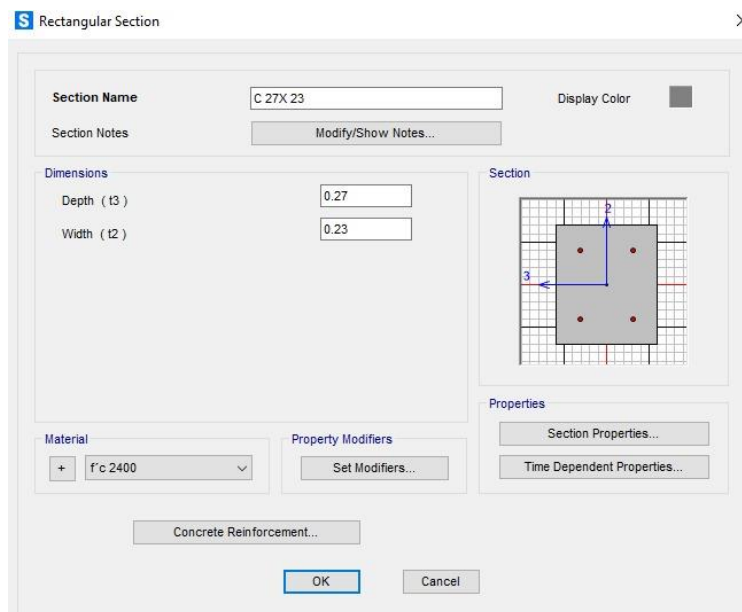 S Rectangular Section
Section Name C 27X 23 Display Color
Section Notes Modify/Show Notes...
Dimensions Section
Depth ( t3 ) 0.27
Width ( t2 ) 0.23
2
3
Properties
Material Property Modifiers Section Properties...
+ f´c 2400 Set Modifiers... Time Dependent Properties...
Concrete Reinforcement...
OK Cancel